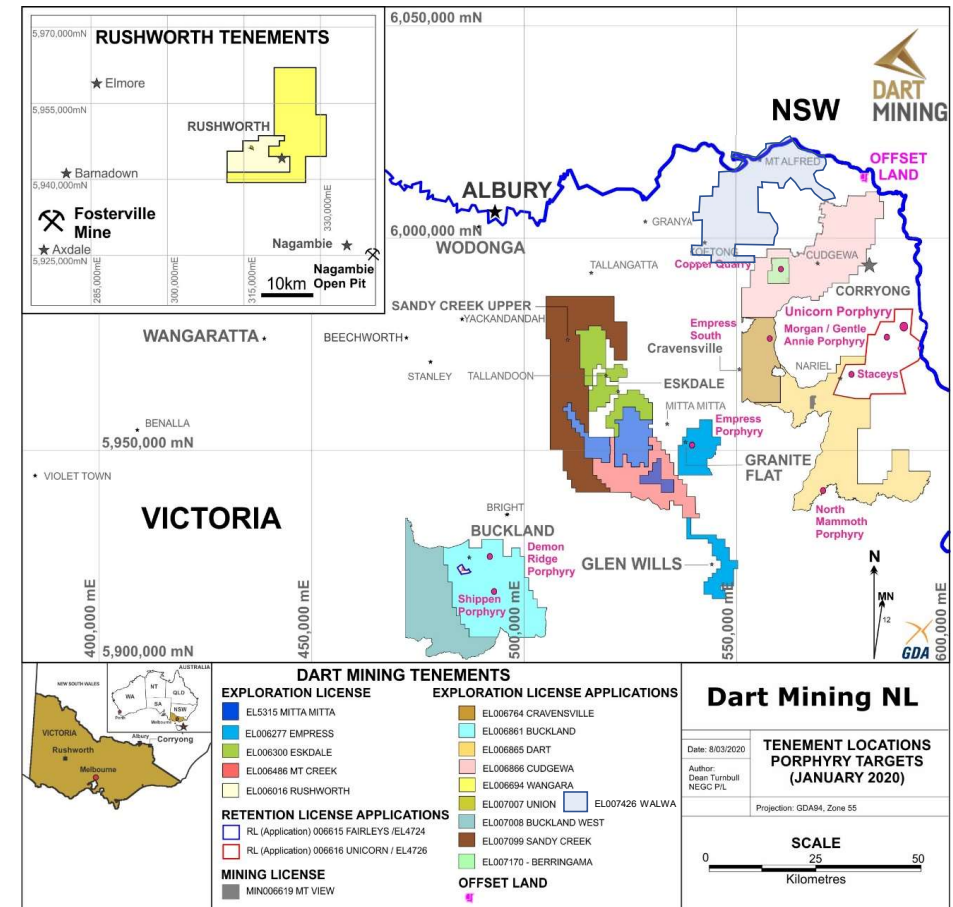 5,970,000mN
RUSHWORTH TENEMENTS
Elmore
5,955,000mN
RUSHWORTH
5,940,000mN
Barnadown
330,000mE
Fosterville
Mine
Axdale
Nagambie
5,925,000mN
285,000mE
300,000mE
315,000mE
10km
Nagambie
Open Pit
6,050,000 mN
DART
MINING
NSW
MT ALFRED
OFFSET
LAND
ALBURY
WODONGA
6,000,000 mN
GRANYA
KOETONG
CUDGEWA
Copper Quarry
TALLANGATTA
CORRYONG
SANDY CREEK UPPER
YACKANDANDAH
Unicorn Porphyry
Morgan / Gentle
Annie Porphyry
Empress
South
Cravensville
WANGARATTA
BEECHWORTH
NARIEL
Staceys
STANLEY
TALLANDOON
ESKDALE
MITTA MITTA
Empress
Porphyry
BENALLA
5,950,000 mN
GRANITE
FLAT
VIOLET TOWN
VICTORIA
BRIGHT
BUCKLAND
North
Mammoth
Porphyry
Demon
Ridge
Porphyry
GLEN WILLS
Shippen
Porphyry
N
MN
12
GDA
400,000 mE
450,000 mE
500,000 mE
550,000 mE
600,000 mE
5,900,000 mN
NEW SOUTH WALES
AUSTRALIA
WA
NT
QLD
SA
NSW
Perth
Melbourne
VICTORIA
Rushworth
Albury
Corryong
Melbourne
DART MINING TENEMENTS
EXPLORATION LICENSE
EL5315 MITTA MITTA
EL006277 EMPRESS
EL006300 ESKDALE
EL006486 MT CREEK
EL006016 RUSHWORTH
RETENTION LICENSE APPLICATIONS
RL (Application) 006615 FAIRLEYS /EL4724
RL (Application) 006616 UNICORN / EL4726
MINING LICENSE
MIN006619 MT VIEW
EXPLORATION LICENSE APPLICATIONS
EL006764 CRAVENSVILLE
EL006861 BUCKLAND
EL006865 DART
EL006866 CUDGEWA
EL006694 WANGARA
EL007007 UNION
EL007426 WALWA
EL007008 BUCKLAND WEST
EL007099 SANDY CREEK
EL007170 - BERRINGAMA
OFFSET LAND
Dart Mining NL
Date: 8/03/2020
Author:
Dean Turnbull
NEGC P/L
TENEMENT LOCATIONS
PORPHYRY TARGETS
(JANUARY 2020)
Projection: GDA94, Zone 55
SCALE
0 25 50
Kilometres